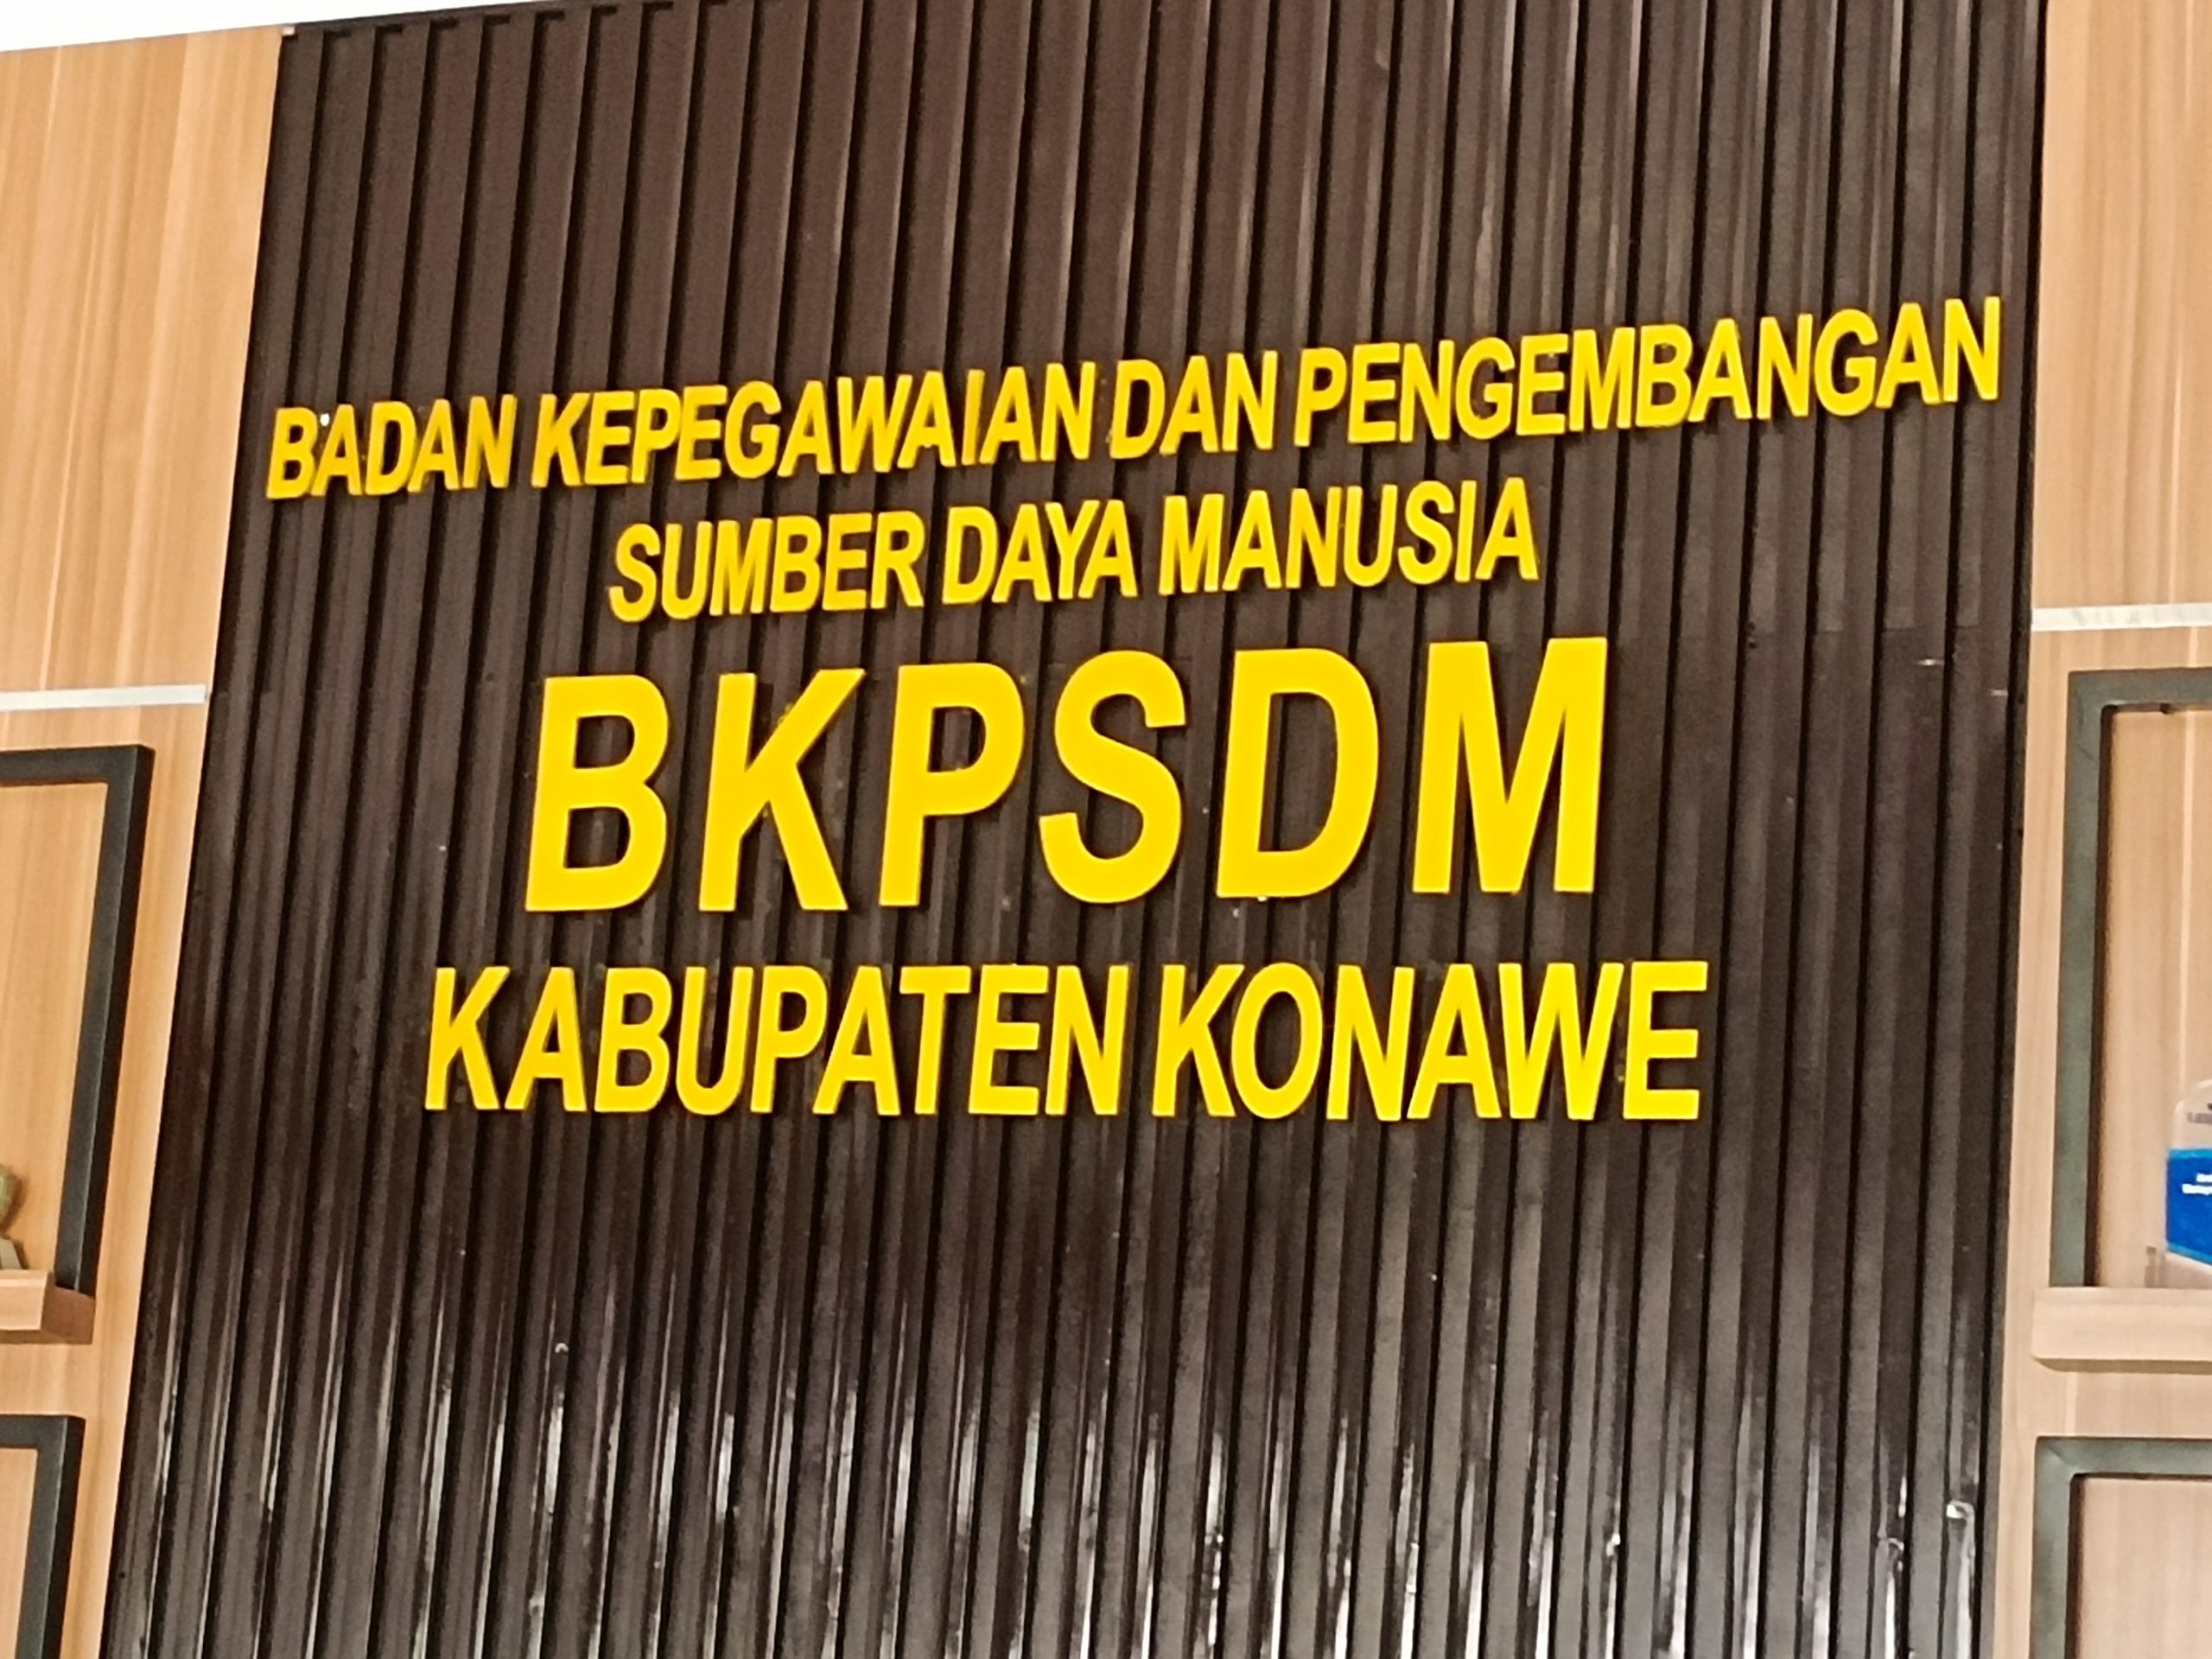 BADAN KEPEGAWAIAN DAN PENGEMBANGAN
SUMBER DAYA MANUSIA
BKPSDM
KABUPATEN KONAWE